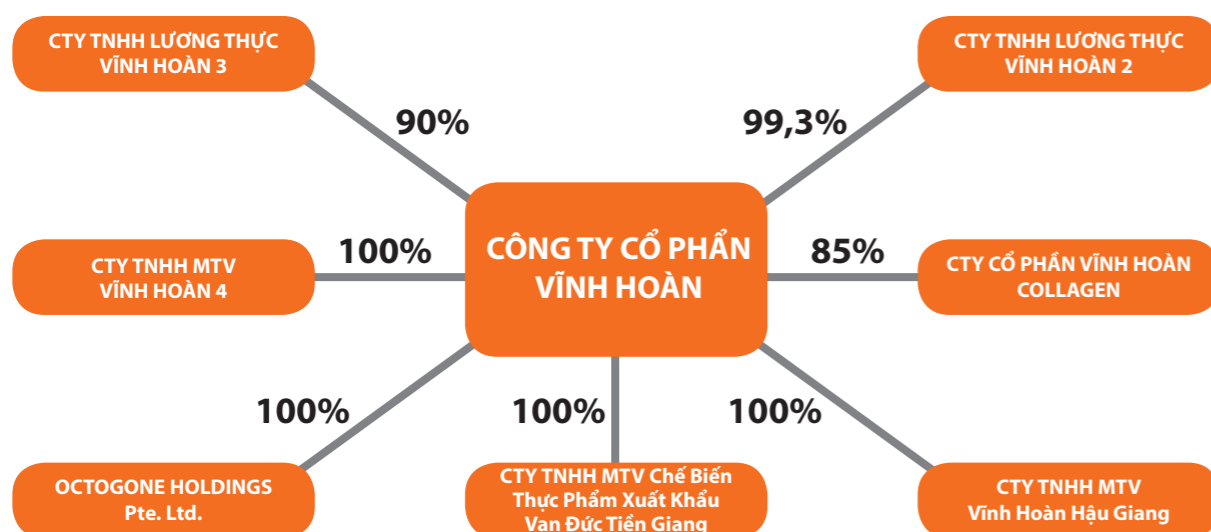 CTY TNHH LƯƠNG THỰC
VĨNH HOÀN 3
CTY TNHH LƯƠNG THỰC
VĨNH HOÀN 2
90%
99,3%
CTY TNHH MTV
VĨNH HOÀN 4
100%
CÔNG TY CỔ PHẨN
VĨNH HOÀN
85%
CTY CỔ PHẦN VĨNH HOÀN
COLLAGEN
100%
100%
100%
OCTOGONE HOLDINGS
Pte. Ltd.
CTY TNHH MTV Chế Biến
Thực Phẩm Xuất Khẩu
Vạn Đức Tiền Giang
CTY TNHH MTV
Vĩnh Hoàn Hậu Giang